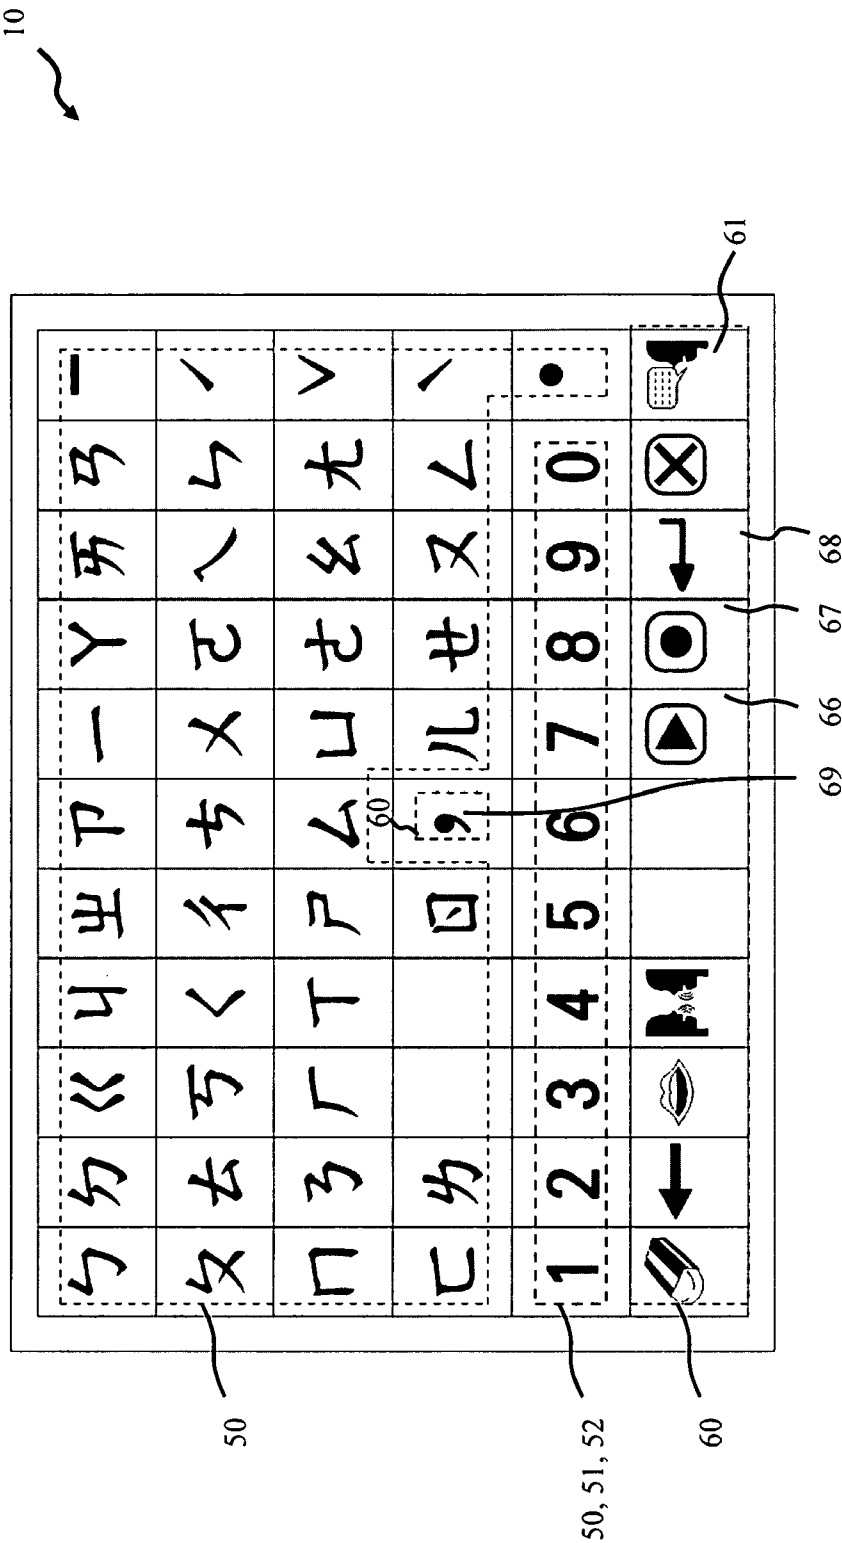 10
50
ㄅ ㄉ ㄍ ㄐ ㄓ ㄗ ㄧ ㄚ ㄞ ㄢ ˉ
ㄆ ㄊ ㄎ ㄑ ㄔ ㄘ ㄨ ㄛ ㄟ ㄣ ˊ
ㄇ ㄋ ㄏ ㄒ ㄕ ㄙ ㄩ ㄜ ㄠ ㄤ ˇ
60
ㄈ ㄌ ㄖ ， ㄦ ㄝ ㄡ ㄥ ˋ
50, 51, 52
1 2 3 4 5 6 7 8 9 0 ˙
60
61
69
66
67
68